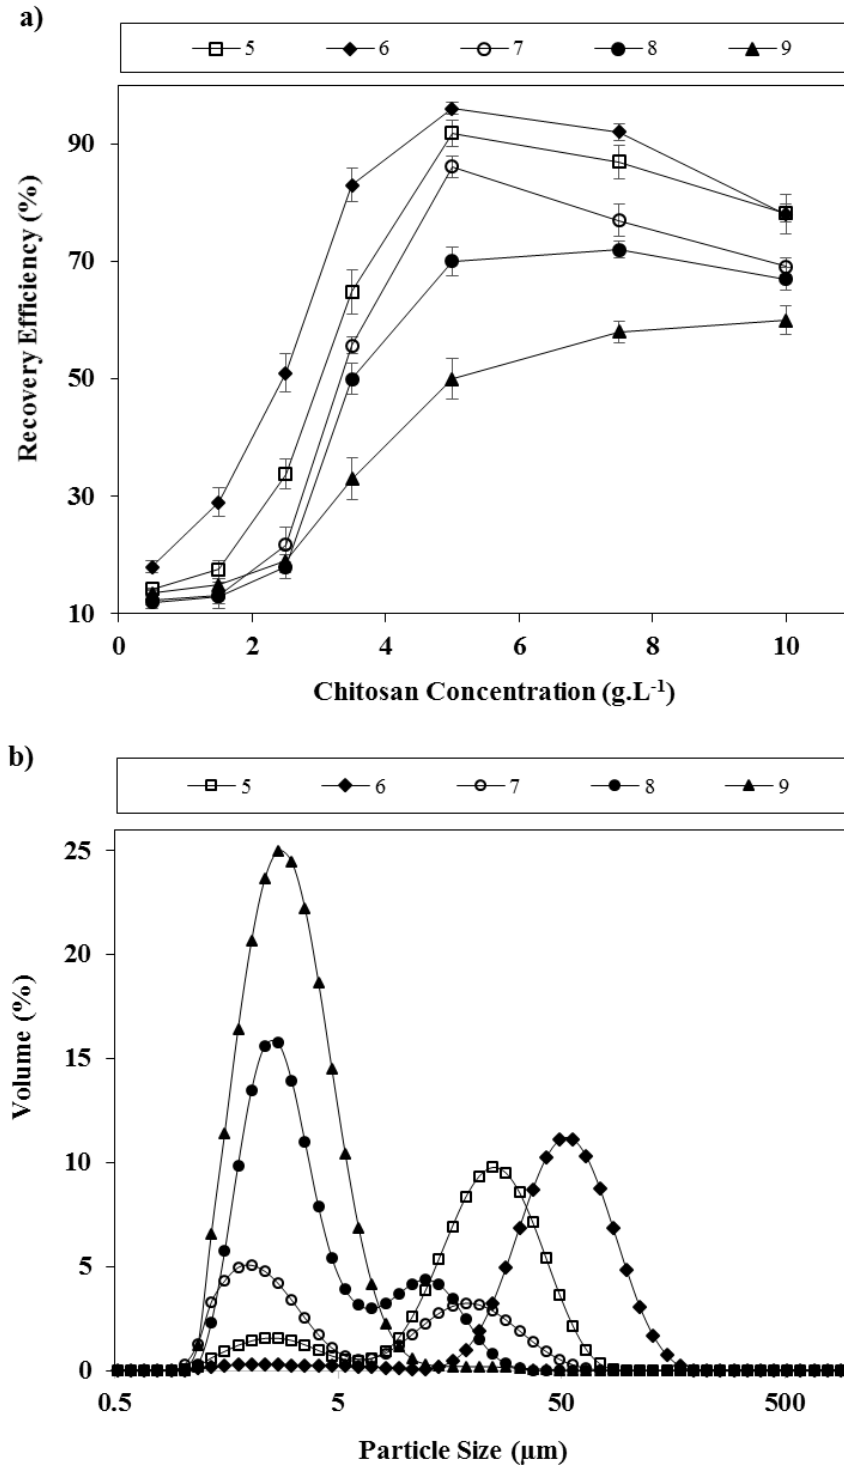 a)
5 6 7 8 9
90
70
50
30
10
0 2 4 6 8 10
Recovery Efficiency (%)
Chitosan Concentration (g.L⁻¹)
b)
5 6 7 8 9
25
20
15
10
5
0
0.5 5 50 500
Volume (%)
Particle Size (µm)